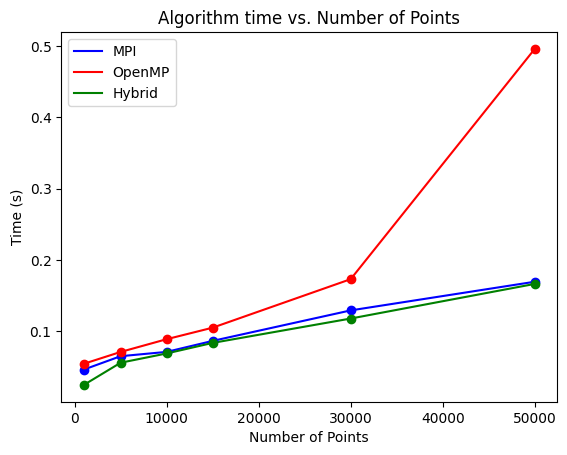 Algorithm time vs. Number of Points
MPI
OpenMP
Hybrid
Time (s)
0.5
0.4
0.3
0.2
0.1
0 10000 20000 30000 40000 50000
Number of Points